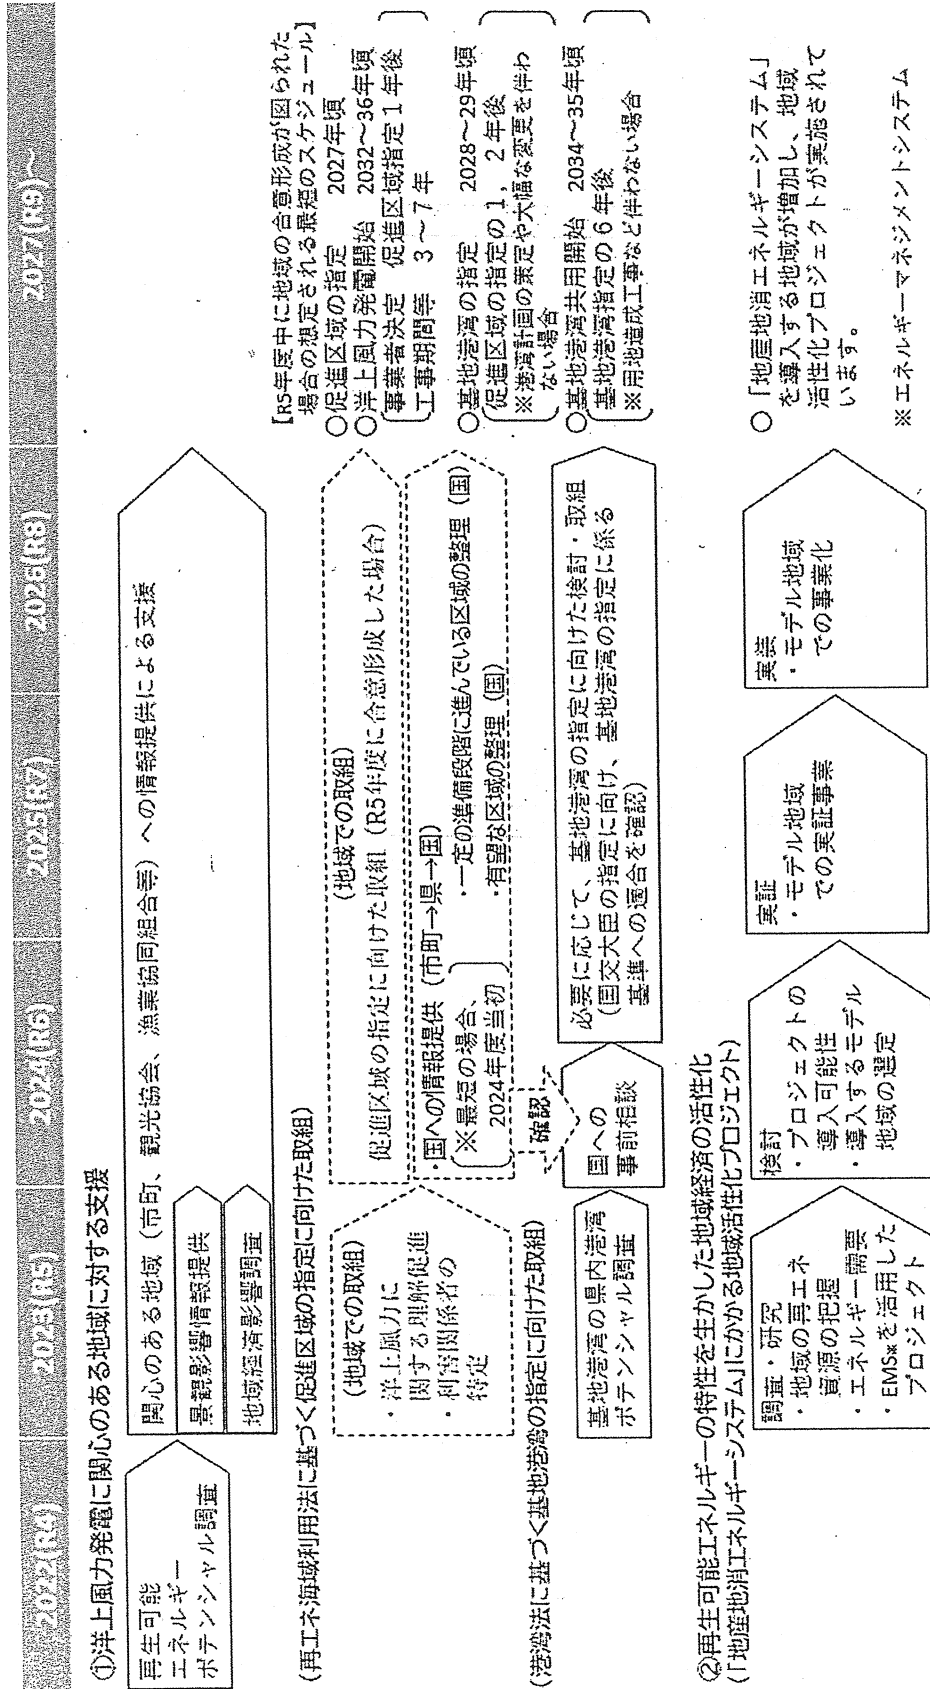 2022(R4)
2023(R5)
2024(R6)
2025(R7)
2026(R8)
2027(R9)～
①洋上風力発電に関心のある地域に対する支援
再生可能
エネルギー
ポテンシャル調査
関心のある地域（市町、観光協会、漁業協同組合等）への情報提供による支援
景観影響情報提供
地域経済影響調査
(再エネ海域利用法に基づく促進区域の指定に向けた取組)
(地域での取組)
・洋上風力に
関する理解促進
・利害関係者の
特定
(地域での取組)
促進区域の指定に向けた取組（R5年度に合意形成した場合）
・国への情報提供（市町→県→国）
※最短の場合、
2024年度当初
・一定の準備段階に進んでいる区域の整理（国）
・有望な区域の整理（国）
確認
【R5年度中に地域の合意形成が図られた
場合の想定される最短のスケジュール】
○促進区域の指定　2027年頃
○洋上風力発電開始　2032～36年頃
事業者決定　促進区域指定１年後
工事期間等　３～７年
○基地港湾の指定　2028～29年頃
促進区域の指定の１，２年後
※港湾計画の策定や大幅な変更を伴わ
ない場合
○基地港湾共用開始　2034～35年頃
基地港湾指定の６年後
※用地造成工事など伴わない場合
(港湾法に基づく基地港湾の指定に向けた取組)
基地港湾の県内港湾
ポテンシャル調査
国への
事前相談
必要に応じて、基地港湾の指定に向けた検討・取組
(国交大臣の指定に向け、基地港湾の指定に係る
基準への適合を確認)
②再生可能エネルギーの特性を生かした地域経済の活性化
(「地産地消エネルギーシステム」にかかる地域活性化プロジェクト)
調査・研究
・地域の再エネ
資源の把握
・エネルギー需要
・EMS※を活用した
プロジェクト
検討
・プロジェクトの
導入可能性
・導入するモデル
地域の選定
実証
・モデル地域
での実証事業
実装
・モデル地域
での事業化
○「地産地消エネルギーシステム」
を導入する地域が増加し、地域
活性化プロジェクトが実施されて
います。
※エネルギーマネジメントシステム